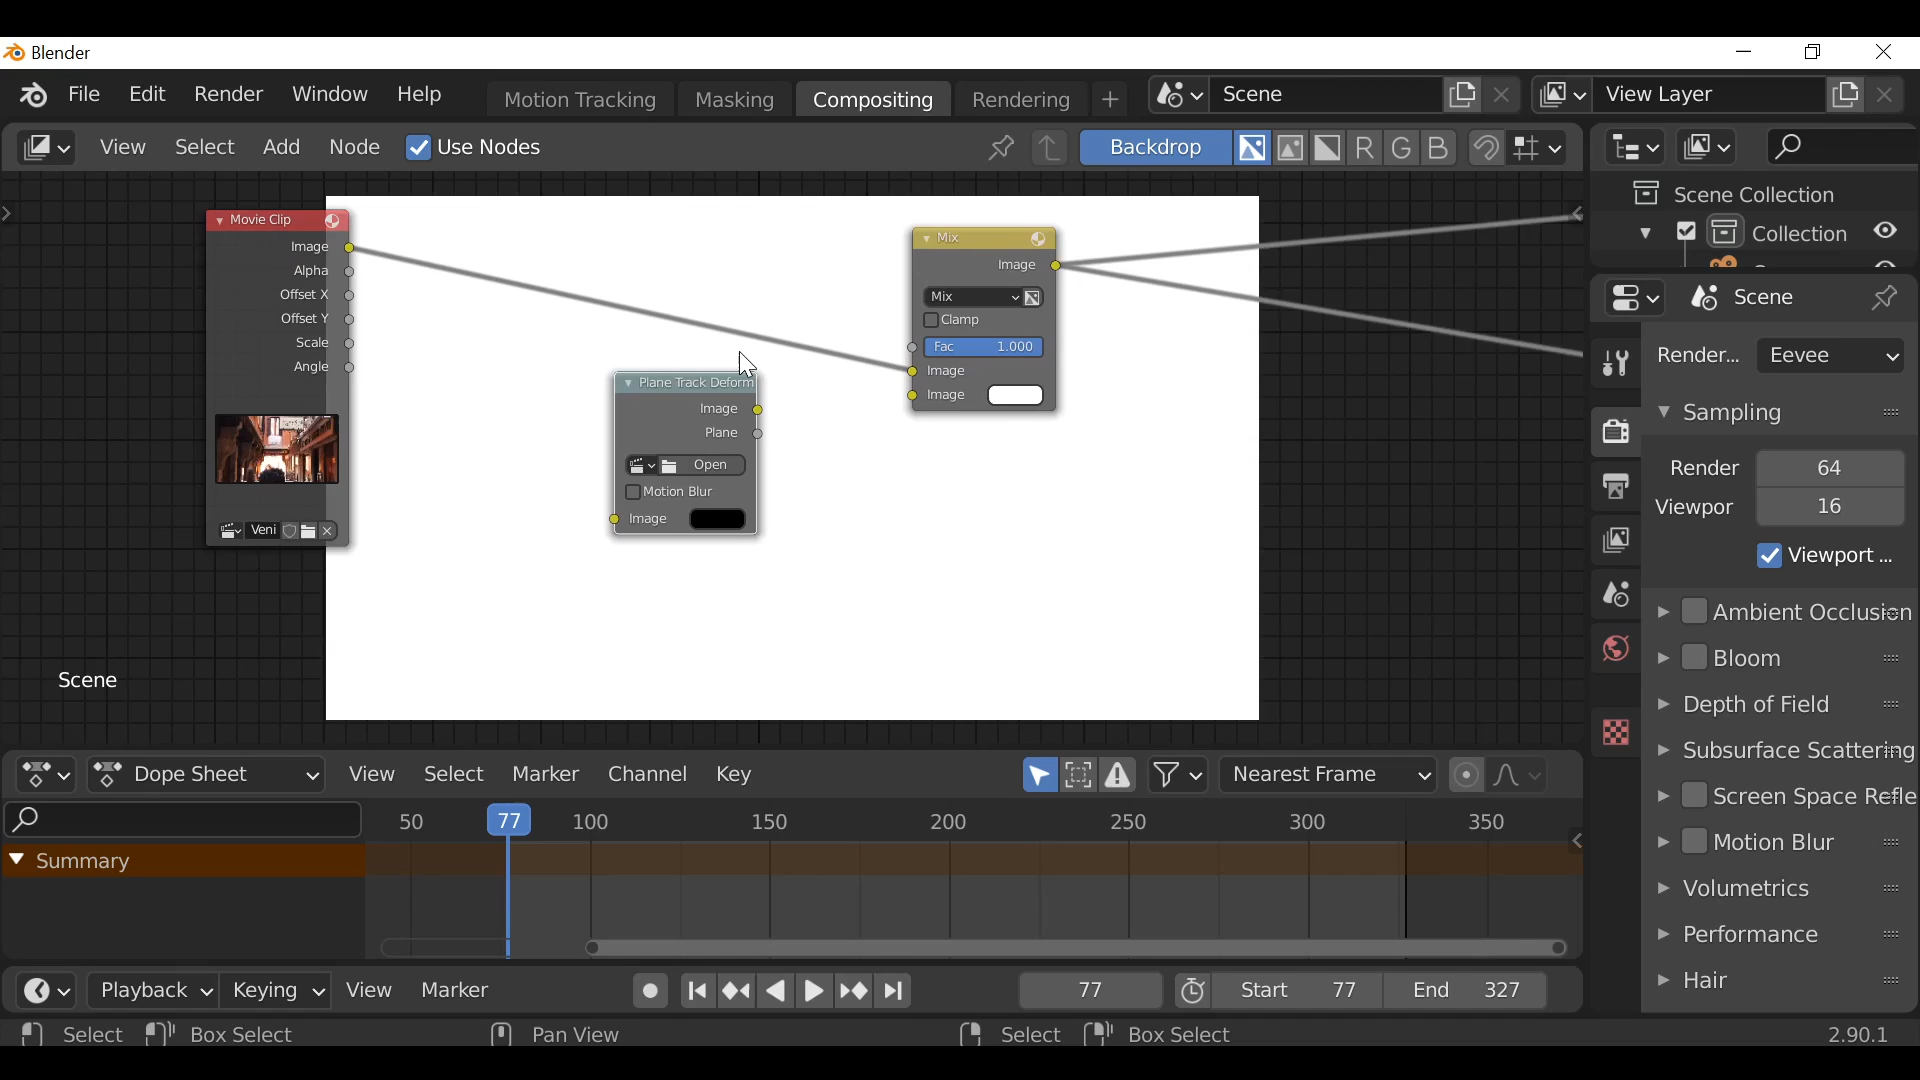 Blender
File Edit Render Window Help Motion Tracking Masking Compositing Rendering + Scene View Layer
View Select Add Node Use Nodes Backdrop R G B
Scene Collection
Collection
Movie Clip
Image
Alpha
Offset X
Offset Y
Scale
Angle
Veni
Plane Track Deform
Image
Plane
Open
Motion Blur
Image
Mix
Image
Mix
Clamp
Fac 1.000
Image
Image
Scene
Scene
Render... Eevee
Sampling
Render 64
Viewpor 16
Viewport ...
Ambient Occlusion
Bloom
Depth of Field
Subsurface Scattering
Screen Space Refle
Motion Blur
Volumetrics
Performance
Hair
Dope Sheet View Select Marker Channel Key Nearest Frame
50 77 100 150 200 250 300 350
Summary
Playback Keying View Marker 77 Start 77 End 327
Select Box Select Pan View Select Box Select 2.90.1